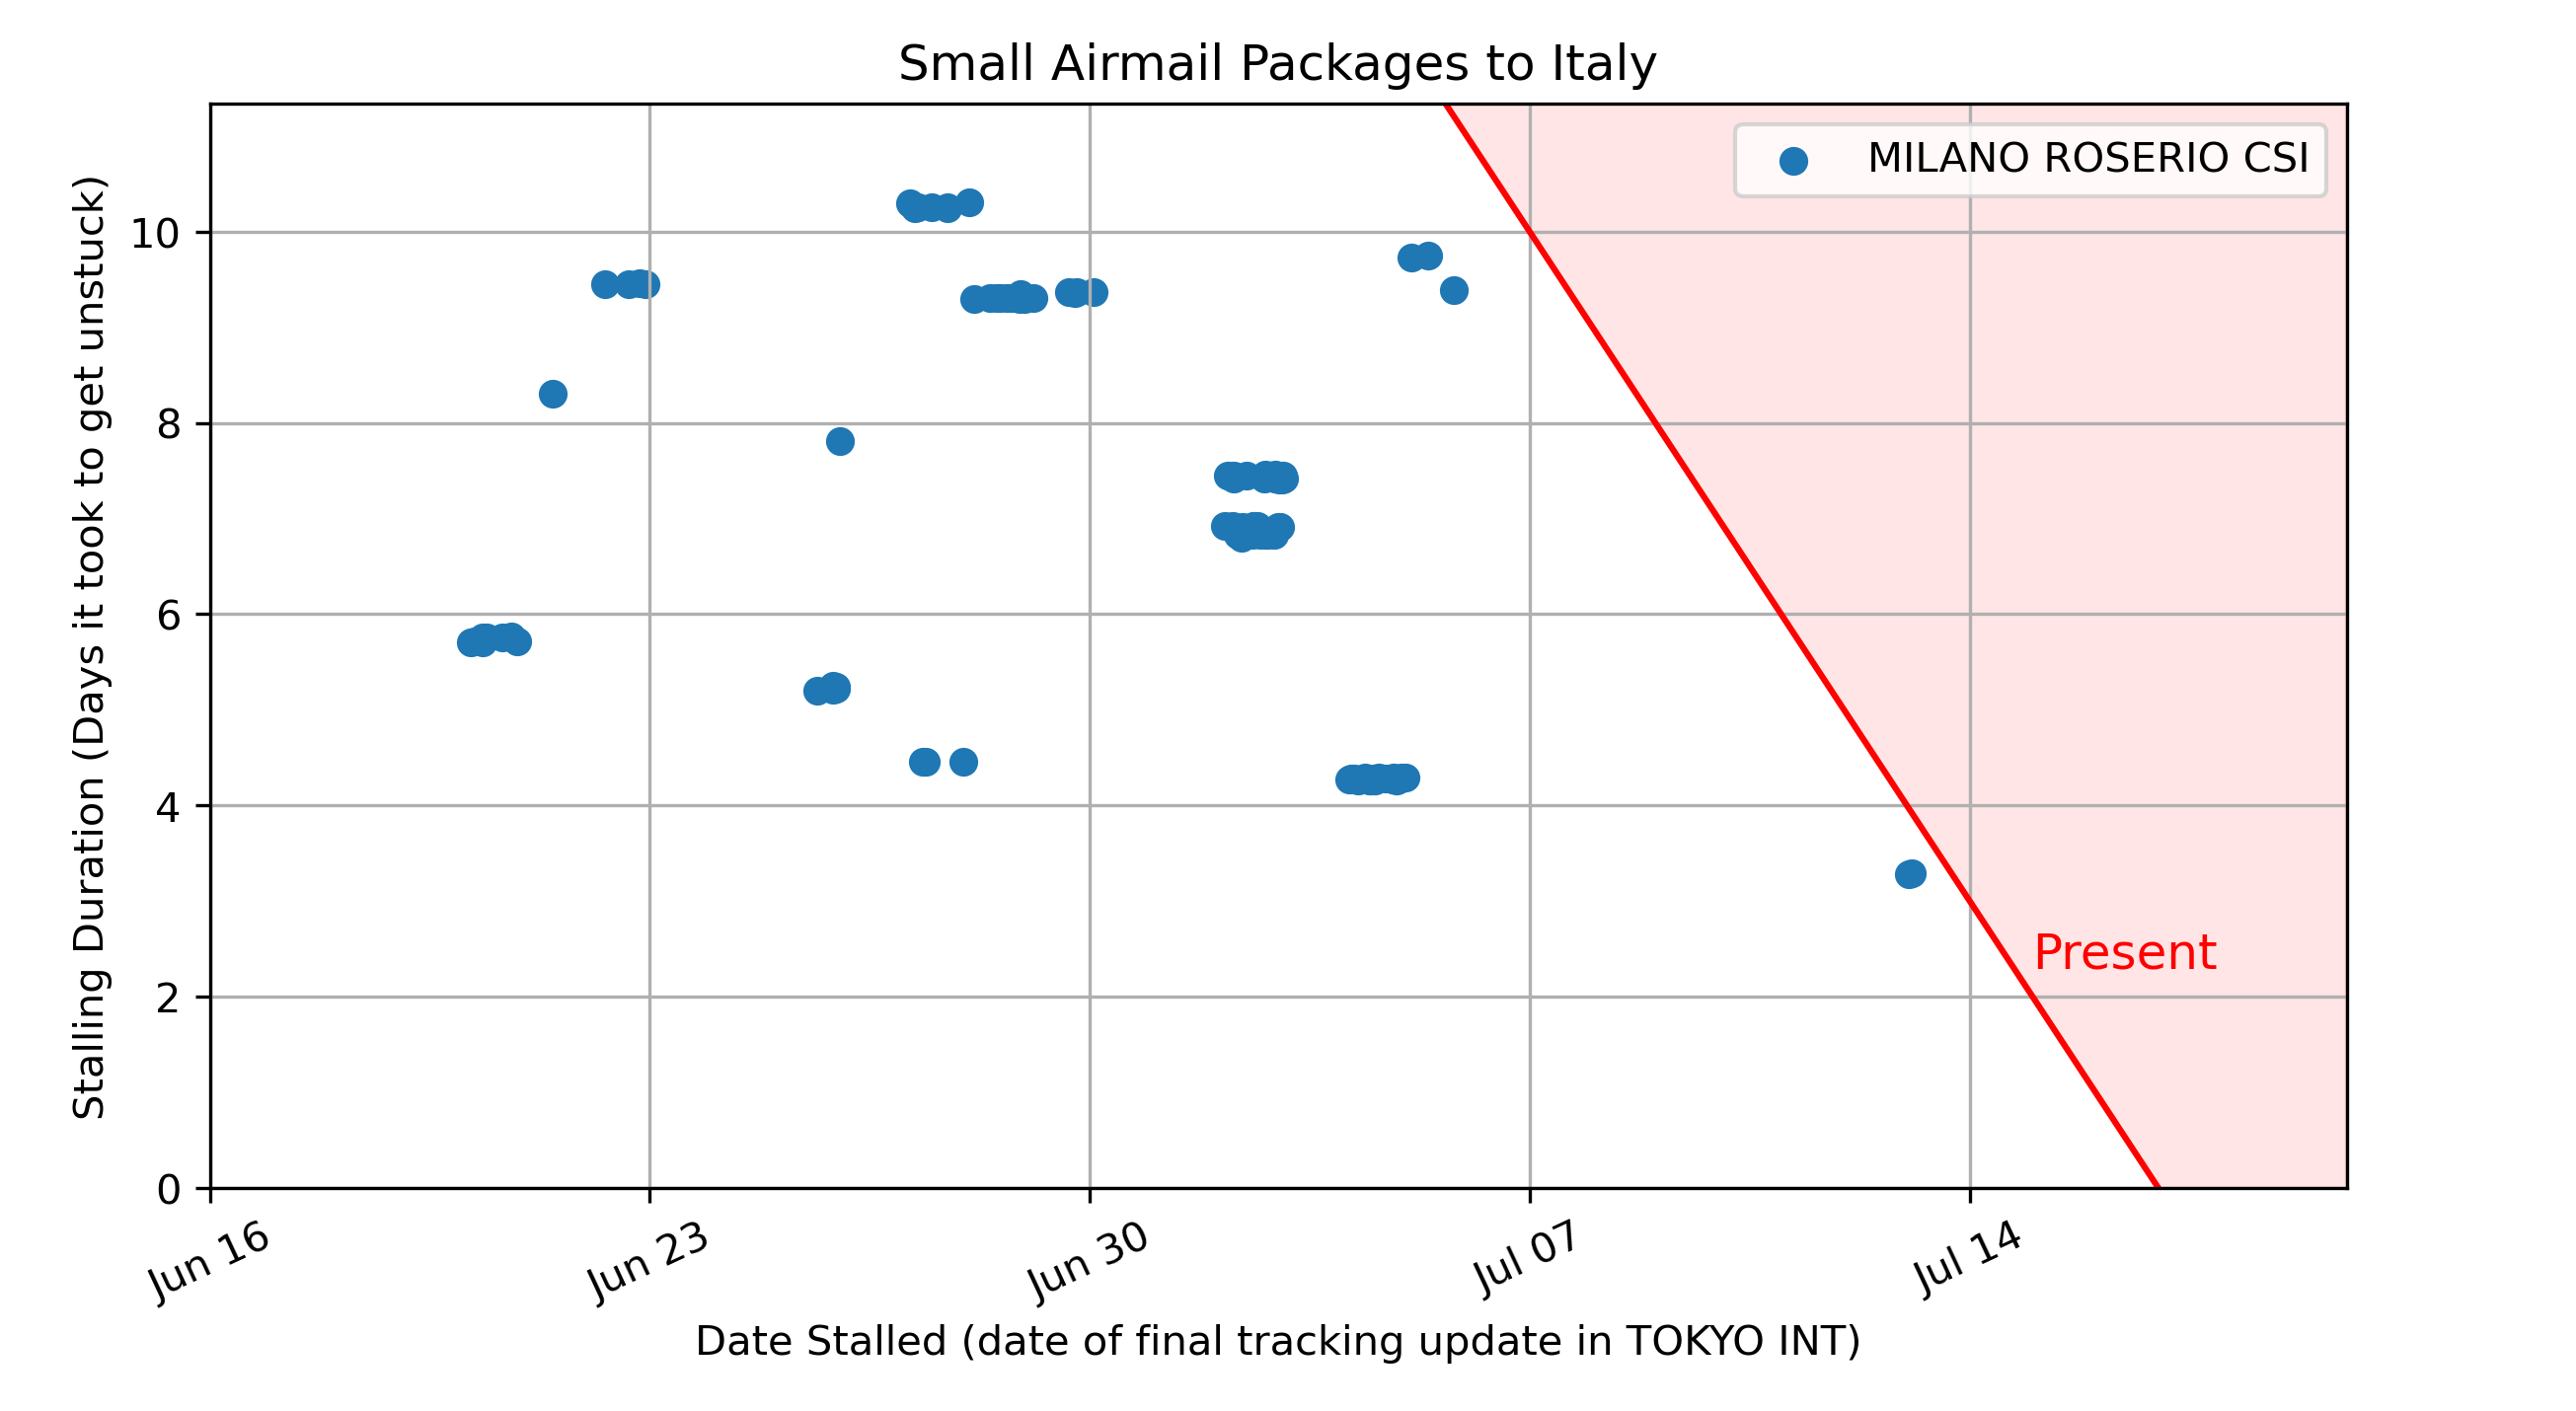 Small Airmail Packages to Italy
MILANO ROSERIO CSI
Stalling Duration (Days it took to get unstuck)
10
8
6
4
2
0
Present
Jun 16
Jun 23
Jun 30
Jul 07
Jul 14
Date Stalled (date of final tracking update in TOKYO INT)